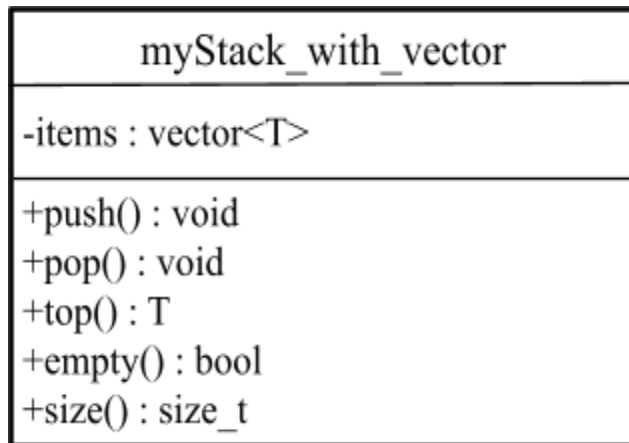 myStack_with_vector
-items : vector<T>
+push() : void
+pop() : void
+top() : T
+empty() : bool
+size() : size_t